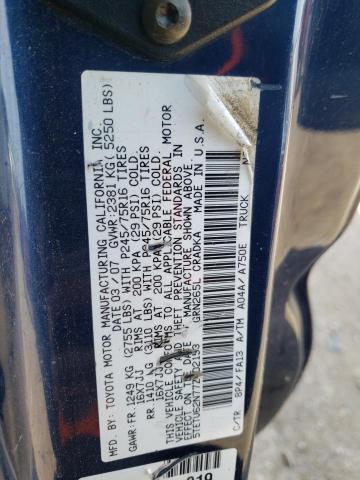 MFD. BY: TOYOTA MOTOR MANUFACTURING CALIFORNIA, INC.
DATE 03 / 07 GVWR: 2381 KG ( 5250 LBS)
GAWR: FR. 1249 KG (2755 LBS) WITH P245/75R16 TIRES
16X7JJ RIMS AT 200 KPA (29 PSI) COLD.
RR 1410 KG (3110 LBS) WITH P245/75R16 TIRES
16X7JJ RIMS AT 200 KPA (29 PSI) COLD.
THIS VEHICLE CONFORMS TO ALL APPLICABLE FEDERAL MOTOR
VEHICLE SAFETY AND THEFT PREVENTION STANDARDS IN
EFFECT ON THE DATE OF MANUFACTURE SHOWN ABOVE.
GRN265L CRADKA MADE IN U.S.A.
C/TR 8P4/ FA13 A/TM A04A/ A750E TRUCK